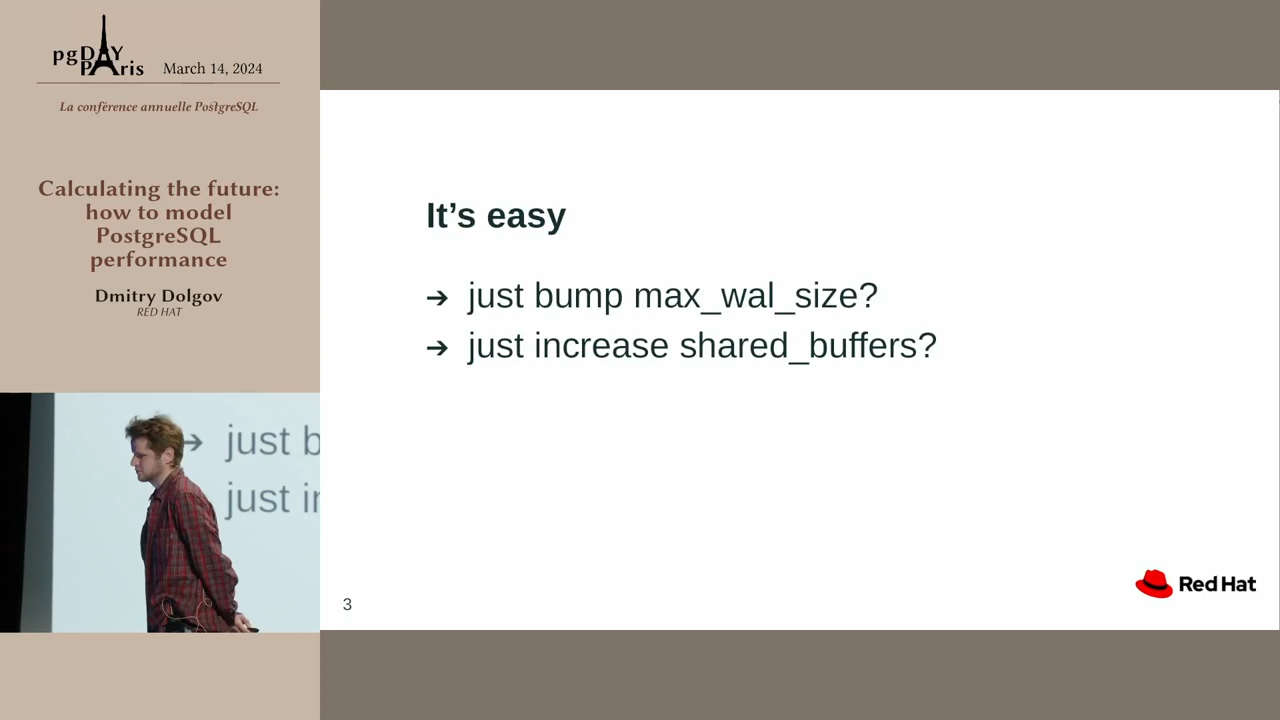 pgDAY
PAris
March 14, 2024
La conférence annuelle PostgreSQL
Calculating the future:
how to model
PostgreSQL
performance
Dmitry Dolgov
RED HAT
It's easy
➔ just bump max_wal_size?
➔ just increase shared_buffers?
➔ just b
just in
3
Red Hat